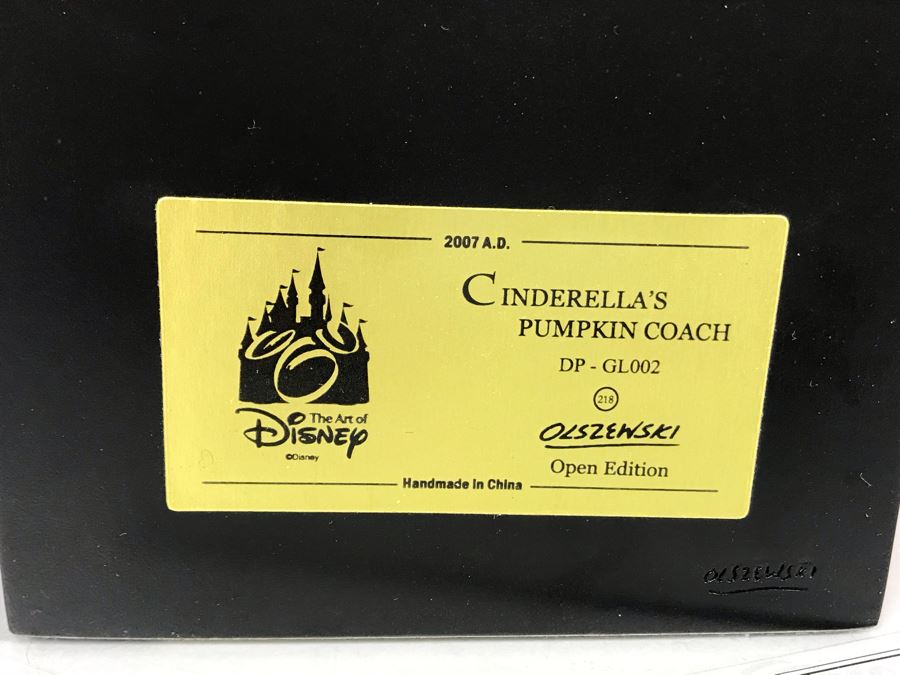 2007 A.D.
CINDERELLA'S
PUMPKIN COACH
DP - GL002
218
OLSZEWSKI
Open Edition
The Art of
DISNEY
©Disney
Handmade in China
OLSZEWSKI